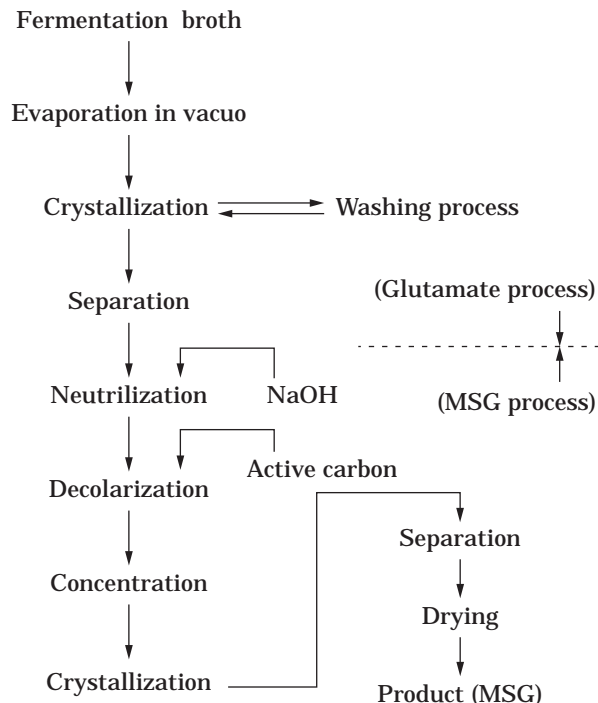 Fermentation broth
Evaporation in vacuo
Crystallization
Washing process
Separation
(Glutamate process)
Neutrilization
NaOH
(MSG process)
Decolarization
Active carbon
Concentration
Crystallization
Separation
Drying
Product (MSG)